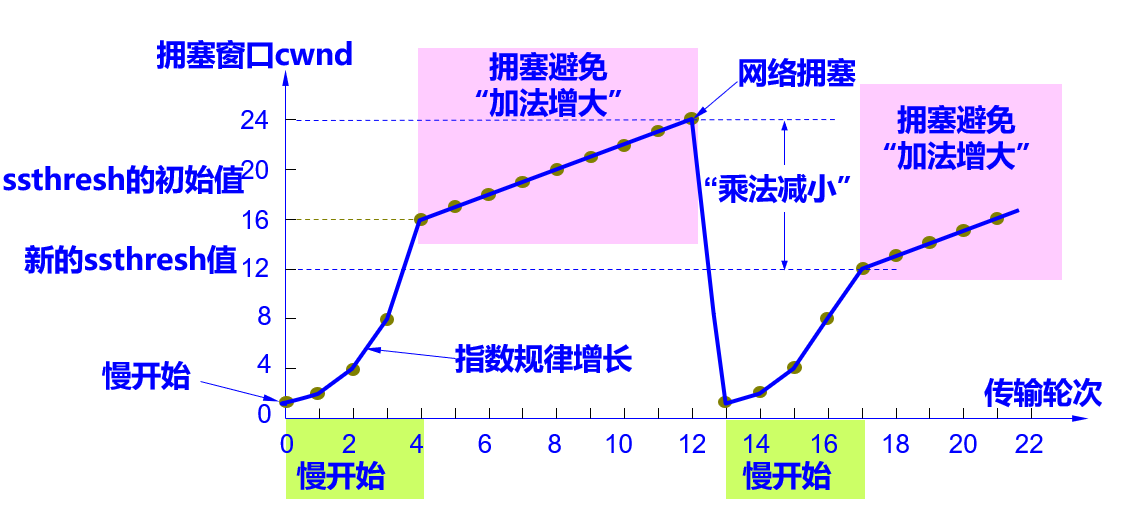 拥塞窗口cwnd
拥塞避免
“加法增大”
网络拥塞
24
拥塞避免
“加法增大”
20
ssthresh的初始值
“乘法减小”
16
新的ssthresh值
12
8
指数规律增长
4
慢开始
传输轮次
0
0 2 4 6 8 10 12 14 16 18 20 22
慢开始
慢开始